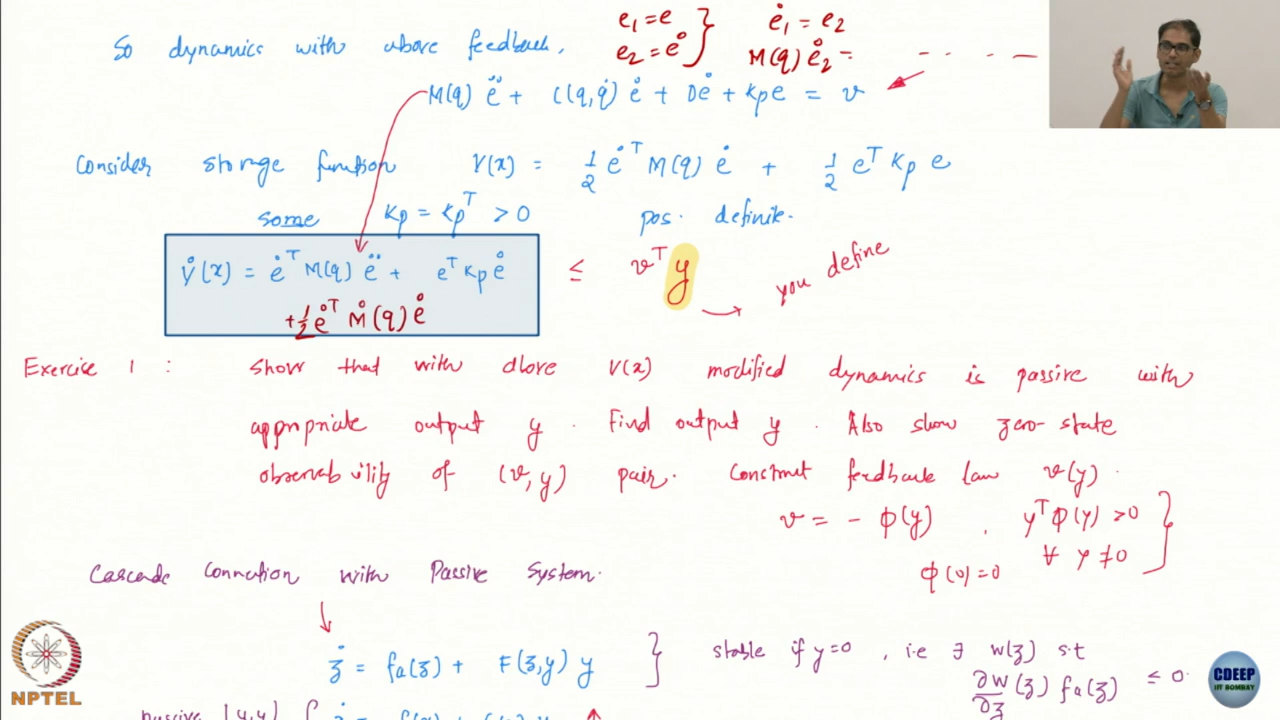 So dynamics with above feedback.
e₁ = e
e₂ = ė }
ė₁ = e₂
M(q) ė₂ = - - . —
M(q) ë + C(q,q̇) ė + Dė + Kpe = v
Consider storage function V(x) = 1/2 ėᵀ M(q) ė + 1/2 eᵀ Kp e
some Kp = Kpᵀ > 0 pos. definite.
V̇(x) = ėᵀ M(q) ë + eᵀ Kp ė ≤ vᵀ y → you define
+ 1/2 ėᵀ Ṁ(q) ė
Exercise 1 : Show that with above V(x) modified dynamics is passive with
appropriate output y. Find output y. Also show zero-state
observability of (v,y) pair. Construct feedback law v(y).
v = - φ(y) , yᵀφ(y) > 0
φ(0) = 0 ∀ y ≠ 0 }
Cascade Connection with Passive System.
ż = fa(z) + F(z,y) y } stable if y=0 , i.e ∃ W(z) s.t
∂W/∂z (z) fa(z) ≤ 0.
NPTEL
CDEEP
IIT BOMBAY